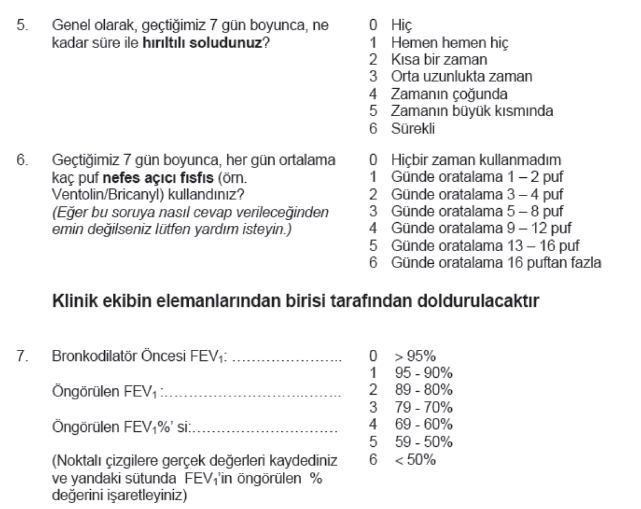 5. Genel olarak, geçtiğimiz 7 gün boyunca, ne
kadar süre ile hırıltılı soludunuz?
0 Hiç
1 Hemen hemen hiç
2 Kısa bir zaman
3 Orta uzunlukta zaman
4 Zamanın çoğunda
5 Zamanın büyük kısmında
6 Sürekli
6. Geçtiğimiz 7 gün boyunca, her gün ortalama
kaç puf nefes açıcı fısfıs (örn.
Ventolin/Bricanyl) kullandınız?
(Eğer bu soruya nasıl cevap verileceğinden
emin değilseniz lütfen yardım isteyin.)
0 Hiçbir zaman kullanmadım
1 Günde oratalama 1 – 2 puf
2 Günde oratalama 3 – 4 puf
3 Günde oratalama 5 – 8 puf
4 Günde oratalama 9 – 12 puf
5 Günde oratalama 13 – 16 puf
6 Günde oratalama 16 puftan fazla
Klinik ekibin elemanlarından birisi tarafından doldurulacaktır
7. Bronkodilatör Öncesi FEV₁: ......................
Öngörülen FEV₁ :...................................
Öngörülen FEV₁%' si:..............................
(Noktalı çizgilere gerçek değerleri kaydediniz
ve yandaki sütunda FEV₁'in öngörülen %
değerini işaretleyiniz)
0 > 95%
1 95 - 90%
2 89 - 80%
3 79 - 70%
4 69 - 60%
5 59 - 50%
6 < 50%